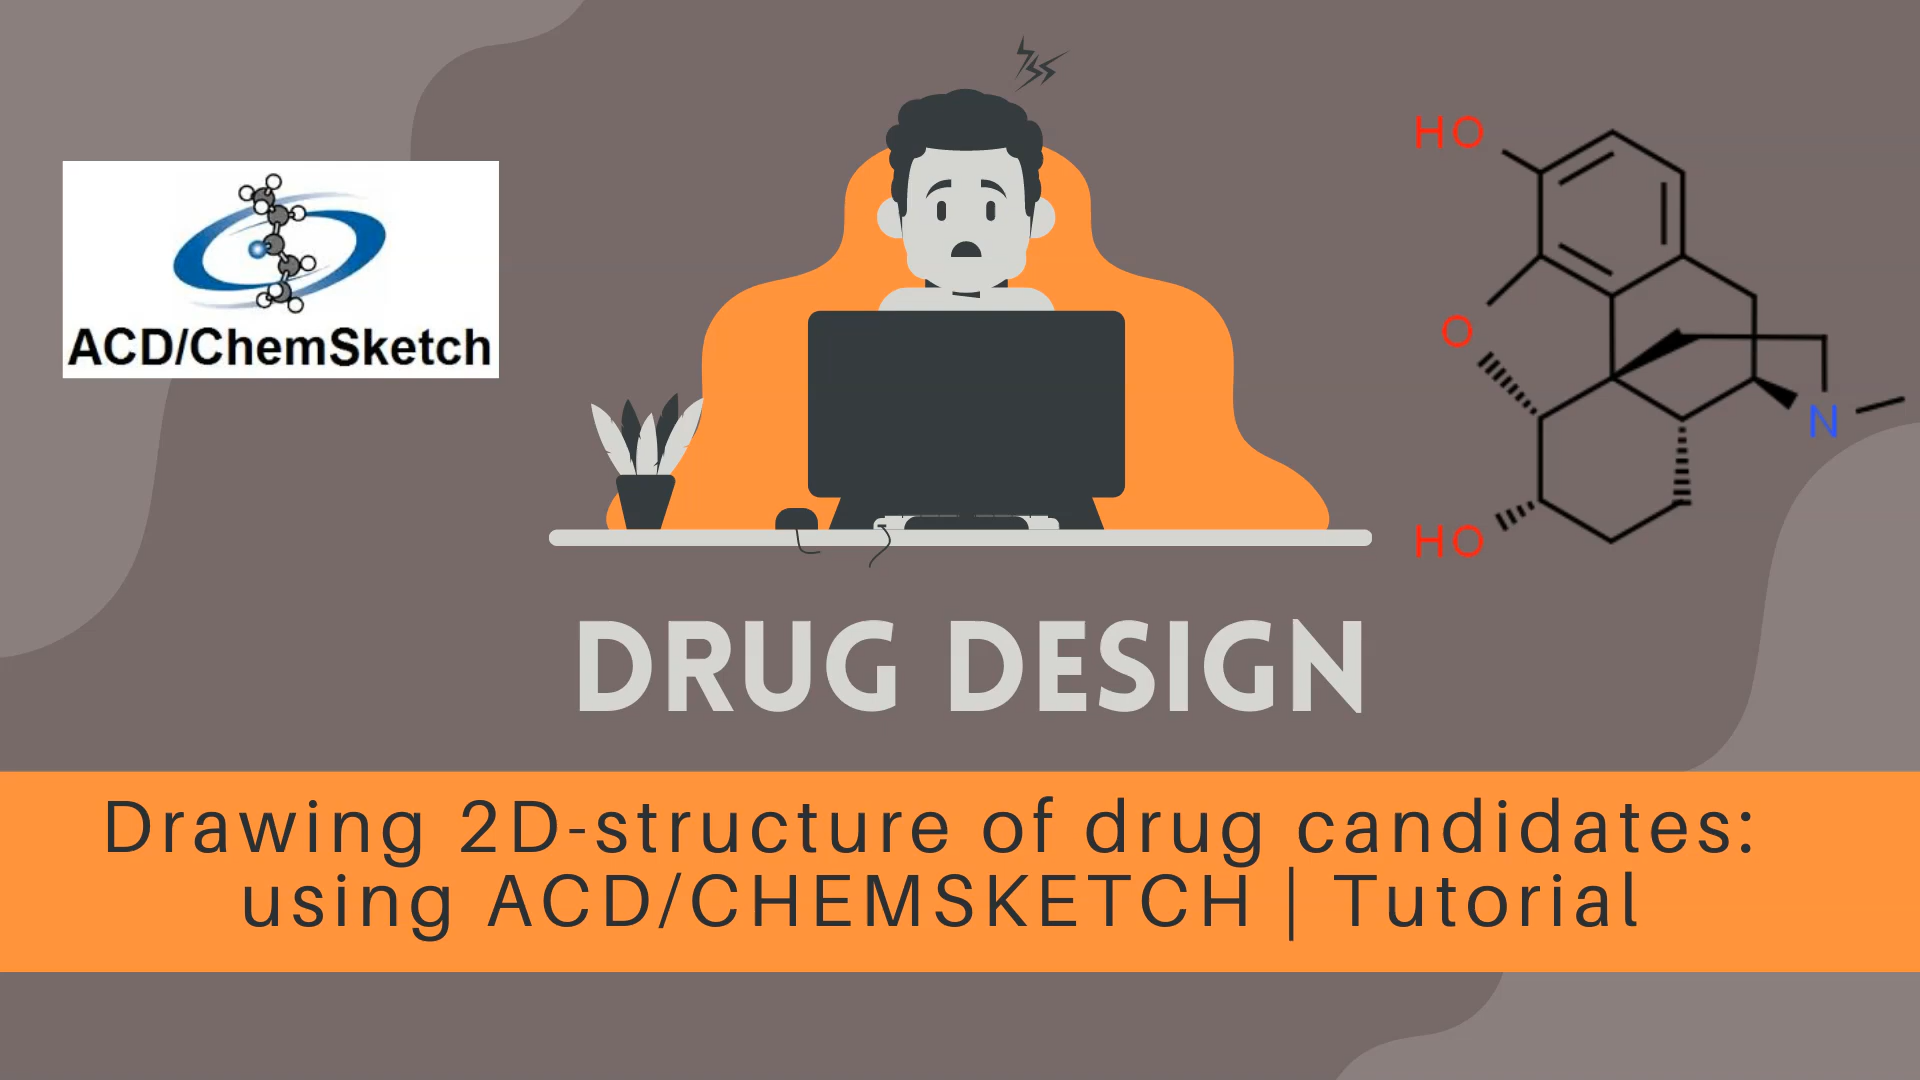 ACD/ChemSketch
HO
O
N
HO
DRUG DESIGN
Drawing 2D-structure of drug candidates:
using ACD/CHEMSKETCH | Tutorial